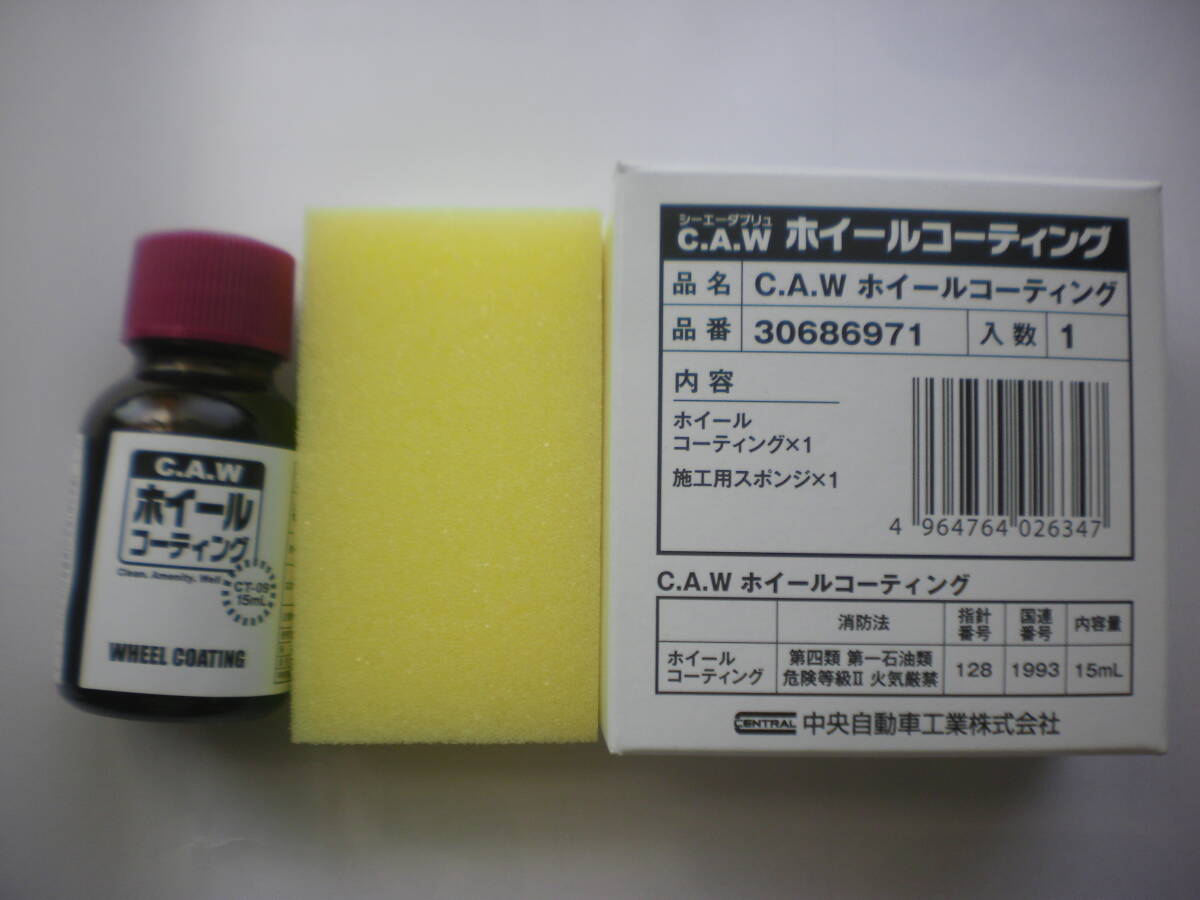 C.A.W
ホイール
コーティング
Clean. Amenity. Well
CT-09
15mL
WHEEL COATING
シーエーダブリュ
C.A.W ホイールコーティング
品名 C.A.W ホイールコーティング
品番 30686971 入数 1
内容
ホイール
コーティング×1
施工用スポンジ×1
4 964764 026347
C.A.W ホイールコーティング
消防法 指針番号 国連番号 内容量
ホイール
コーティング
第四類 第一石油類
危険等級II 火気厳禁
128 1993 15mL
CENTRAL 中央自動車工業株式会社